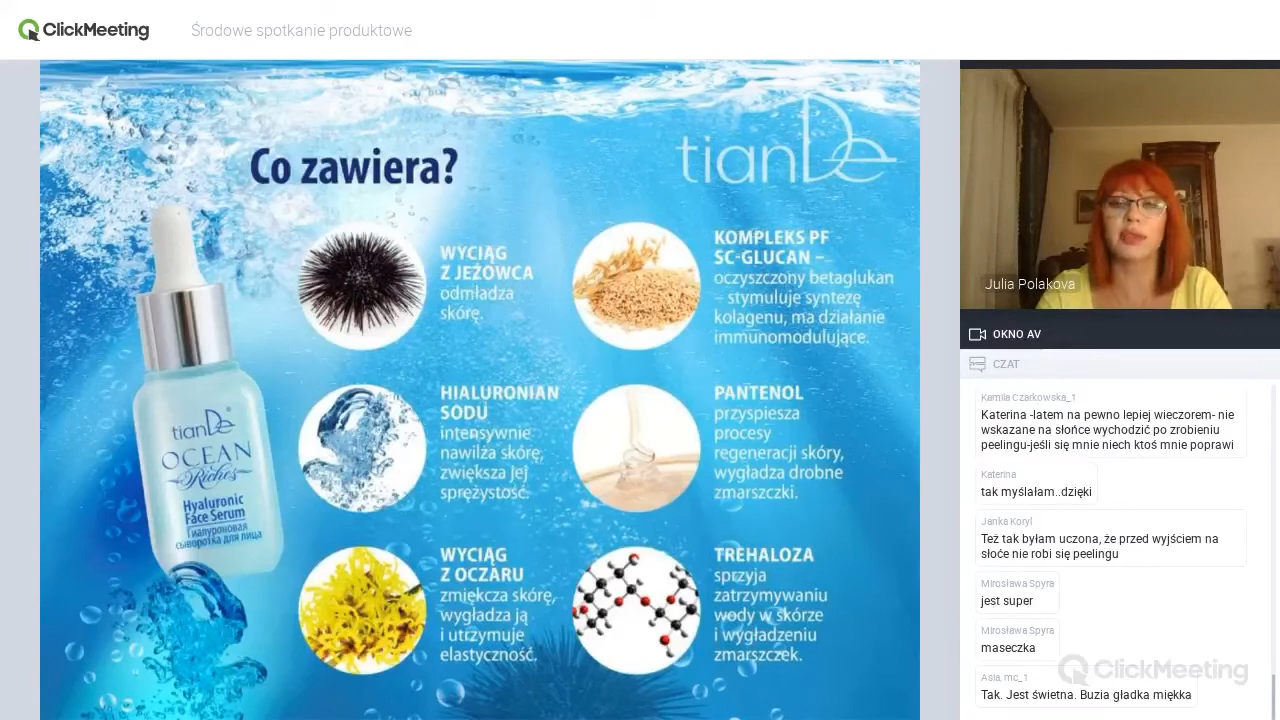 ClickMeeting
Środowe spotkanie produktowe
Co zawiera?
tianDe
WYCIĄG
Z JEŻOWCA
odmładza
skórę.
KOMPLEKS PF
SC-GLUCAN –
oczyszczony betaglukan
– stymuluje syntezę
kolagenu, ma działanie
immunomodulujące.
HIALURONIAN
SODU
intensywnie
nawilża skórę,
zwiększa jej
sprężystość.
PANTENOL
przyspiesza
procesy
regeneracji skóry,
wygładza drobne
zmarszczki.
WYCIĄG
Z OCZARU
zmiękcza skórę,
wygładza ją
i utrzymuje
elastyczność.
TREHALOZA
sprzyja
zatrzymywaniu
wody w skórze
i wygładzeniu
zmarszczek.
tianDe®
OCEAN
Riches
Hyaluronic
Face Serum
Гиалуроновая
сыворотка для лица
Julia Polakova
OKNO AV
CZAT
Kamila Czarkowska_1
Katerina -latem na pewno lepiej wieczorem- nie
wskazane na słońce wychodzić po zrobieniu
peelingu-jeśli się mnie niech ktoś mnie poprawi
Katerina
tak myślałam..dzięki
Janka Koryl
Też tak byłam uczona, że przed wyjściem na
słoće nie robi się peelingu
Mirosława Spyra
jest super
Mirosława Spyra
maseczka
ClickMeeting
Asia.mc_1
Tak. Jest świetna. Buzia gładka miękka